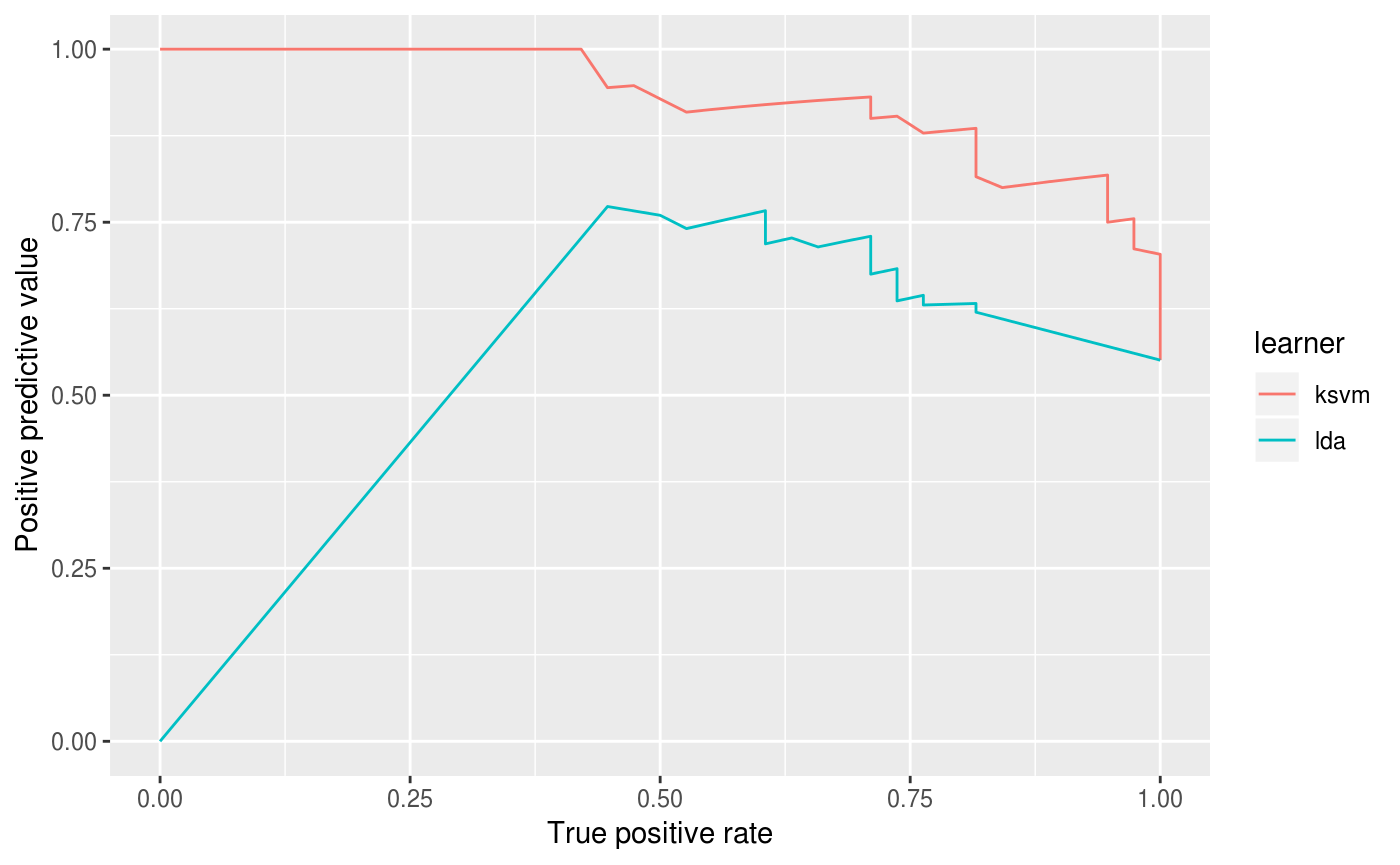 1.00
0.75
0.50
0.25
0.00
Positive predictive value
0.00 0.25 0.50 0.75 1.00
True positive rate
learner
ksvm
lda